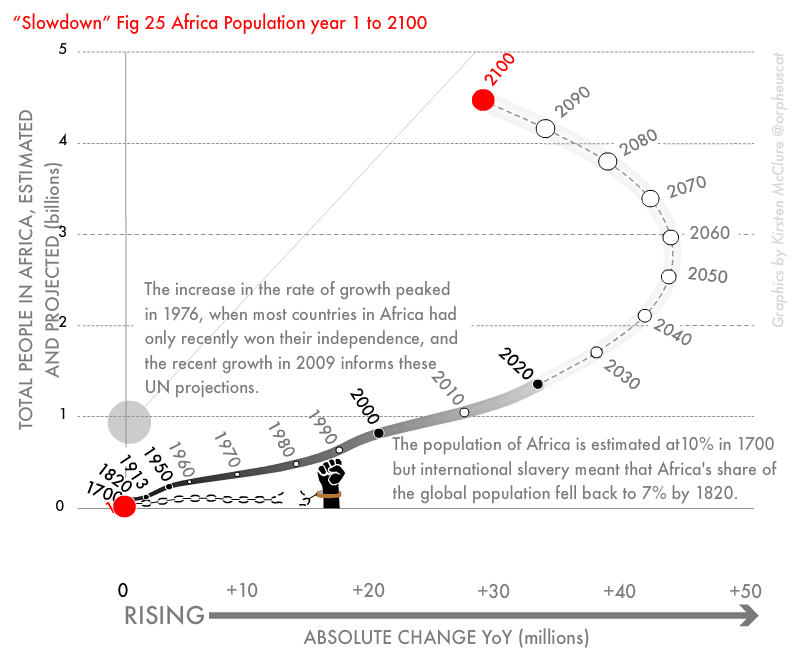 “Slowdown” Fig 25 Africa Population year 1 to 2100
TOTAL PEOPLE IN AFRICA, ESTIMATED
AND PROJECTED (billions)
5
4
3
2
1
0
2100
2090
2080
2070
2060
2050
2040
2030
2020
2010
2000
1990
1980
1970
1960
1950
1913
1820
1700
1
The increase in the rate of growth peaked
in 1976, when most countries in Africa had
only recently won their independence, and
the recent growth in 2009 informs these
UN projections.
The population of Africa is estimated at10% in 1700
but international slavery meant that Africa's share of
the global population fell back to 7% by 1820.
0
+10
+20
+30
+40
+50
RISING
ABSOLUTE CHANGE YoY (millions)
Graphics by Kirsten McClure @orpheuscat